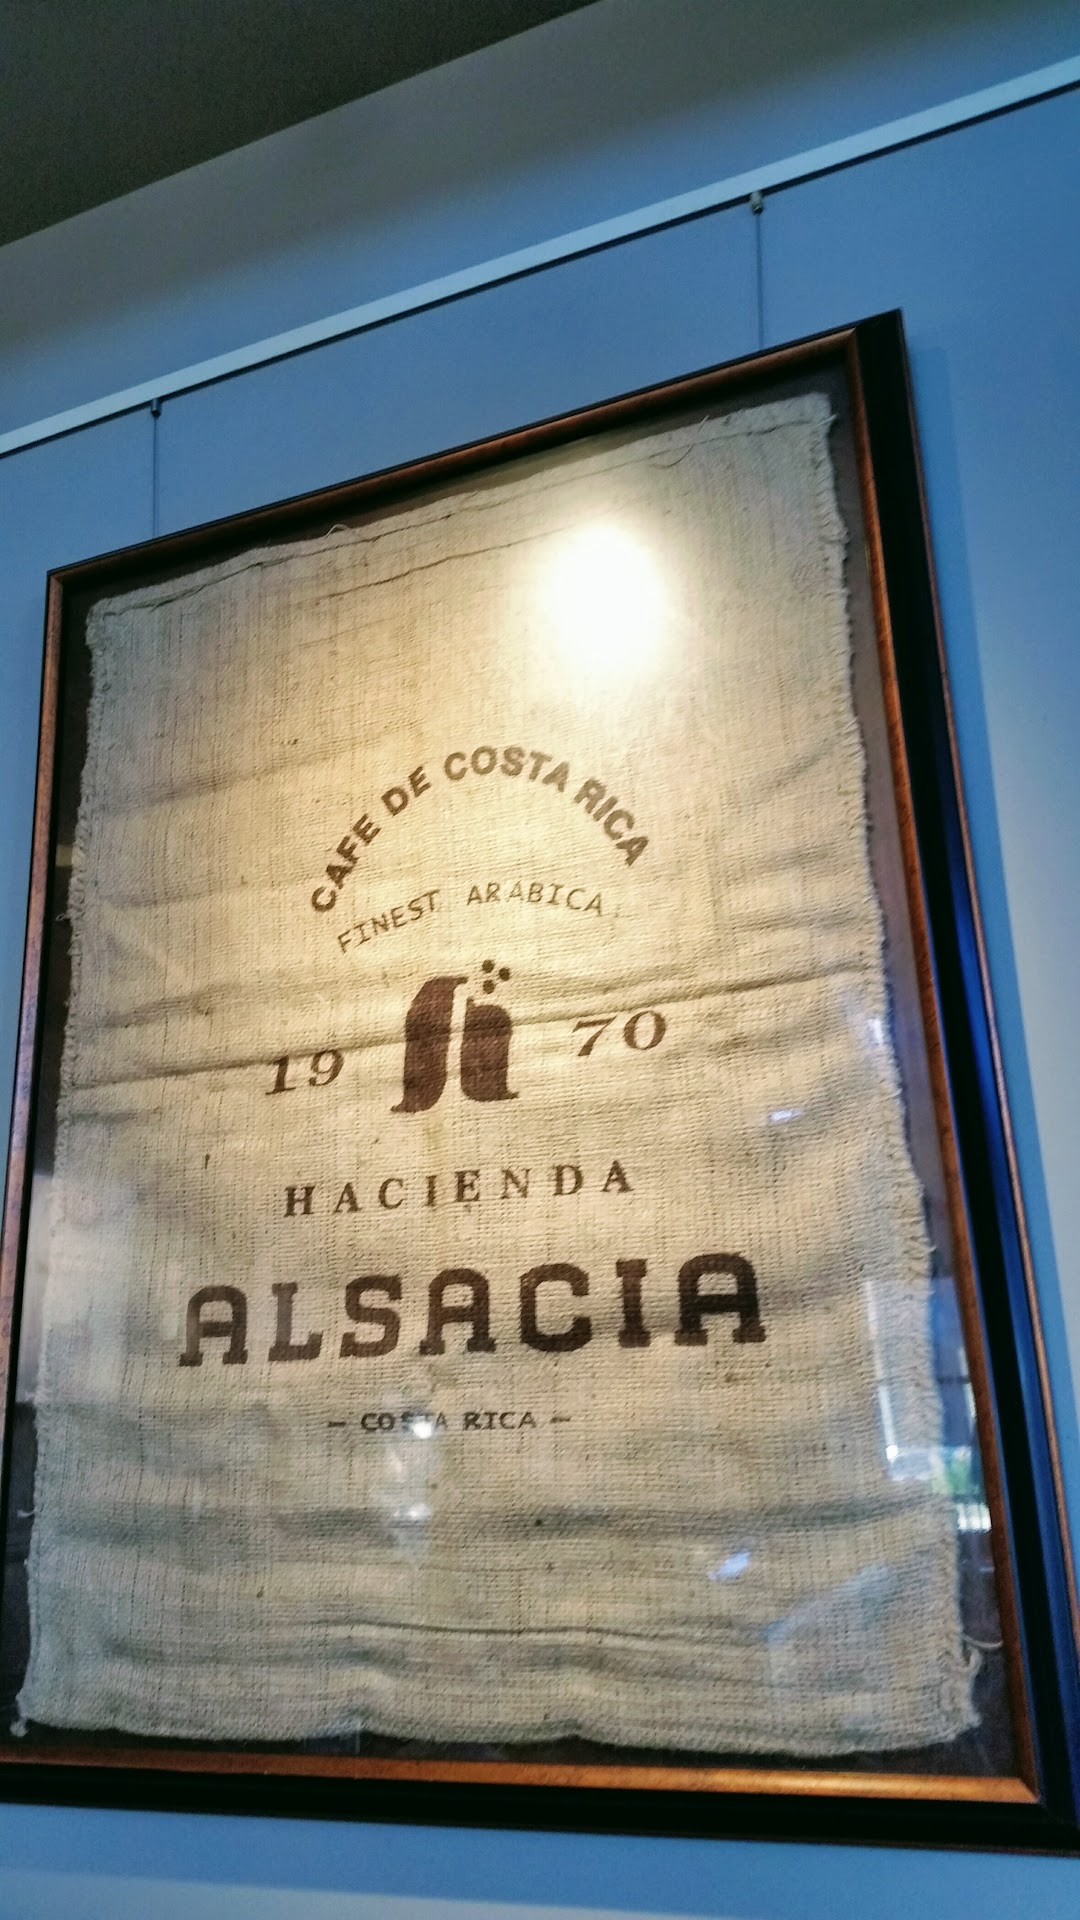 CAFE DE COSTA RICA
FINEST ARABICA
19 70
HACIENDA
ALSACIA
- COSTA RICA -